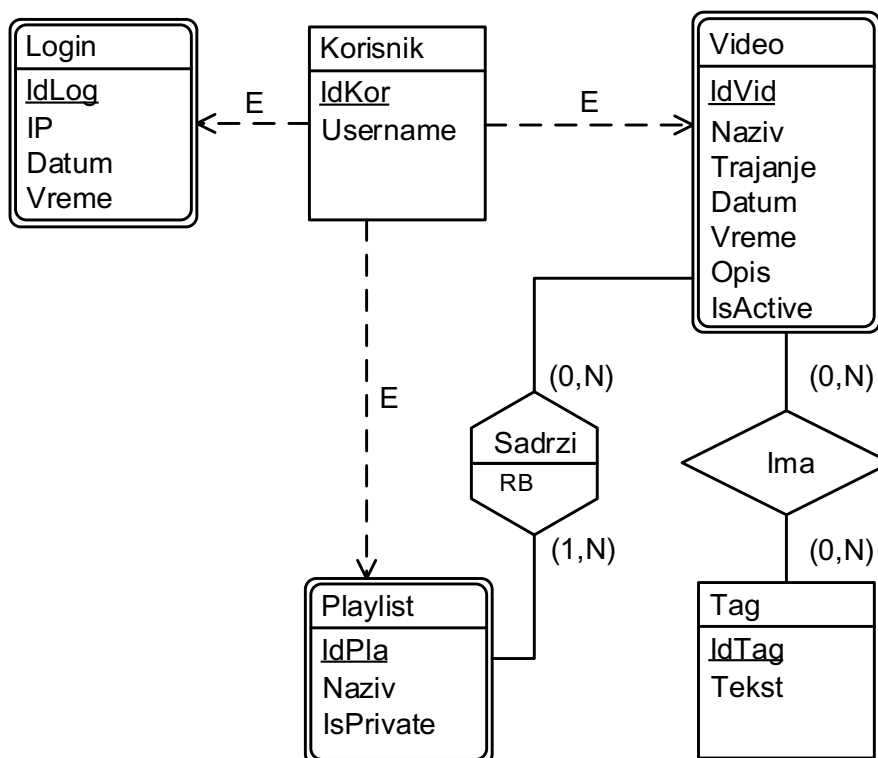 Login
IdLog
IP
Datum
Vreme
E
Korisnik
IdKor
Username
E
Video
IdVid
Naziv
Trajanje
Datum
Vreme
Opis
IsActive
E
(0,N)
Sadrzi
RB
(1,N)
(0,N)
Ima
(0,N)
Playlist
IdPla
Naziv
IsPrivate
Tag
IdTag
Tekst